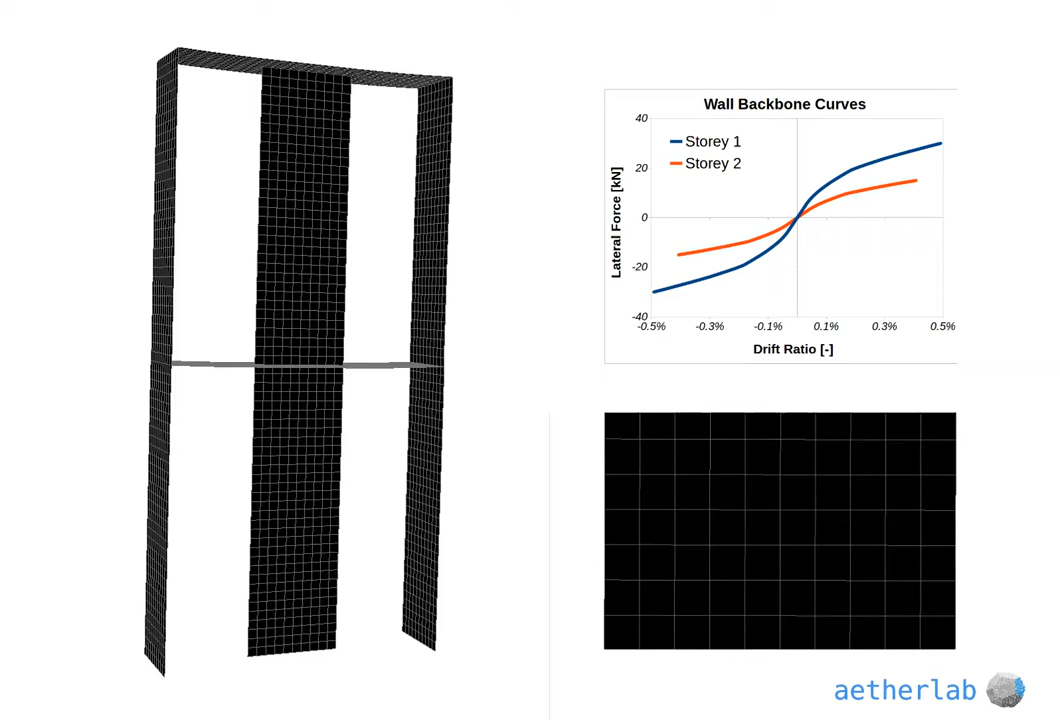 Wall Backbone Curves
40
Storey 1
Storey 2
20
0
-20
-40
Lateral Force [kN]
-0.5%
-0.3%
-0.1%
0.1%
0.3%
0.5%
Drift Ratio [-]
aetherlab